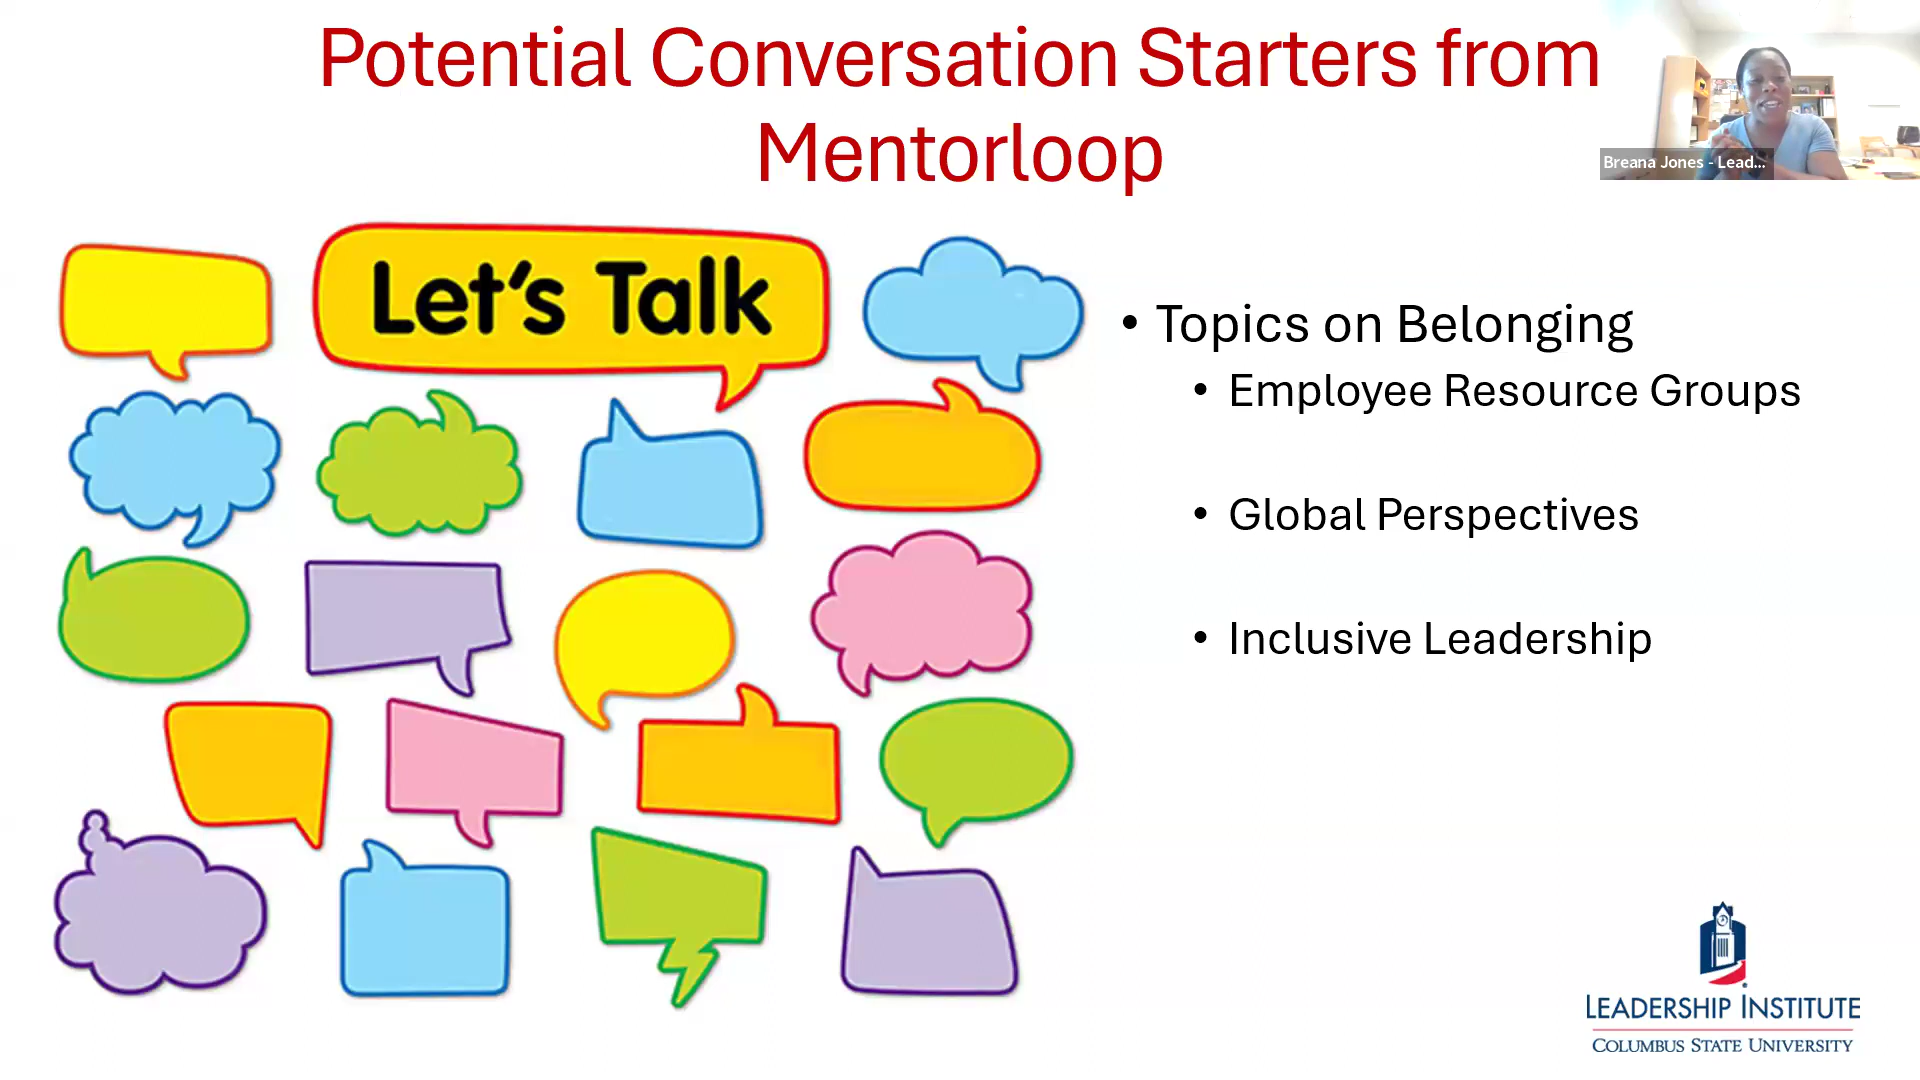 Potential Conversation Starters from
Mentorloop
Breana Jones - Lead...
Let's Talk
• Topics on Belonging
• Employee Resource Groups
• Global Perspectives
• Inclusive Leadership
LEADERSHIP INSTITUTE
COLUMBUS STATE UNIVERSITY